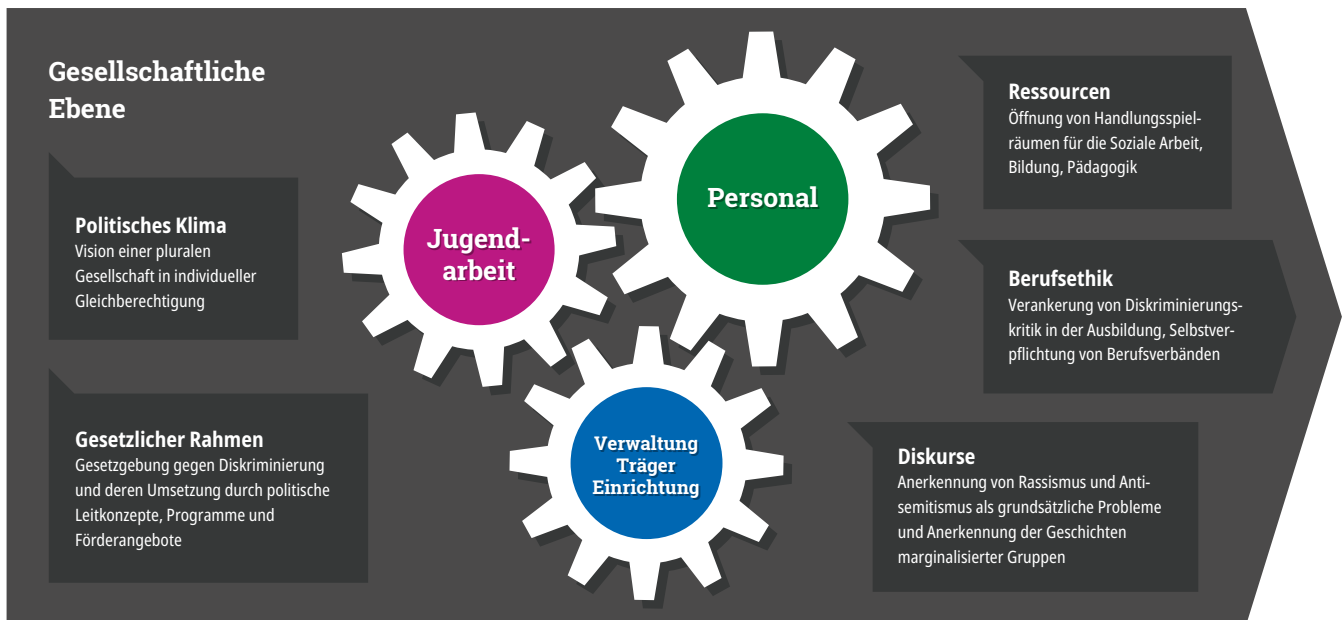 Gesellschaftliche
Ebene
Politisches Klima
Vision einer pluralen
Gesellschaft in individueller
Gleichberechtigung
Gesetzlicher Rahmen
Gesetzgebung gegen Diskriminierung
und deren Umsetzung durch politische
Leitkonzepte, Programme und
Förderangebote
Jugend-
arbeit
Personal
Verwaltung
Träger
Einrichtung
Ressourcen
Öffnung von Handlungsspiel-
räumen für die Soziale Arbeit,
Bildung, Pädagogik
Berufsethik
Verankerung von Diskriminierungs-
kritik in der Ausbildung, Selbstver-
pflichtung von Berufsverbänden
Diskurse
Anerkennung von Rassismus und Anti-
semitismus als grundsätzliche Probleme
und Anerkennung der Geschichten
marginalisierter Gruppen